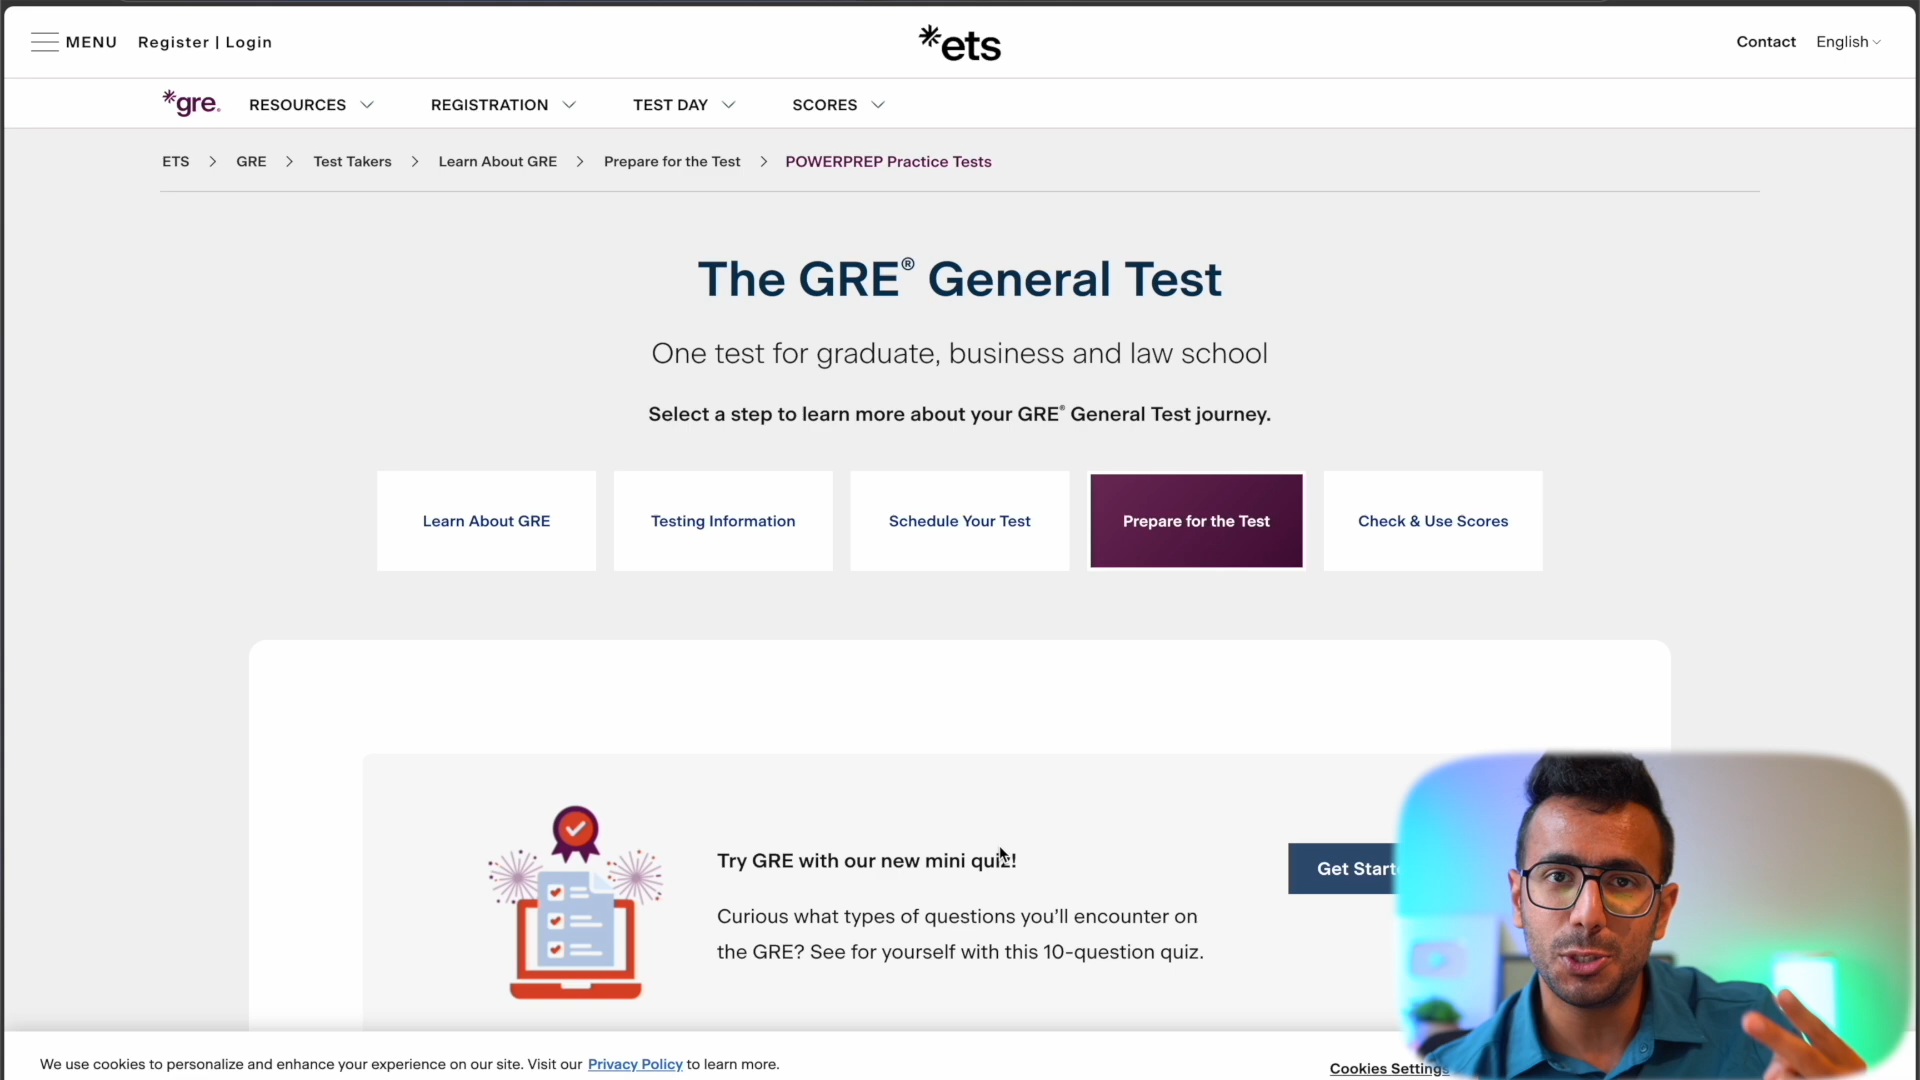 MENU
Register | Login
*ets
Contact
English
*gre.
RESOURCES
REGISTRATION
TEST DAY
SCORES
ETS > GRE > Test Takers > Learn About GRE > Prepare for the Test > POWERPREP Practice Tests
The GRE® General Test
One test for graduate, business and law school
Select a step to learn more about your GRE® General Test journey.
Learn About GRE
Testing Information
Schedule Your Test
Prepare for the Test
Check & Use Scores
Try GRE with our new mini quiz!
Curious what types of questions you’ll encounter on
the GRE? See for yourself with this 10-question quiz.
Get
We use cookies to personalize and enhance your experience on our site. Visit our Privacy Policy to learn more.
Cookies Settings